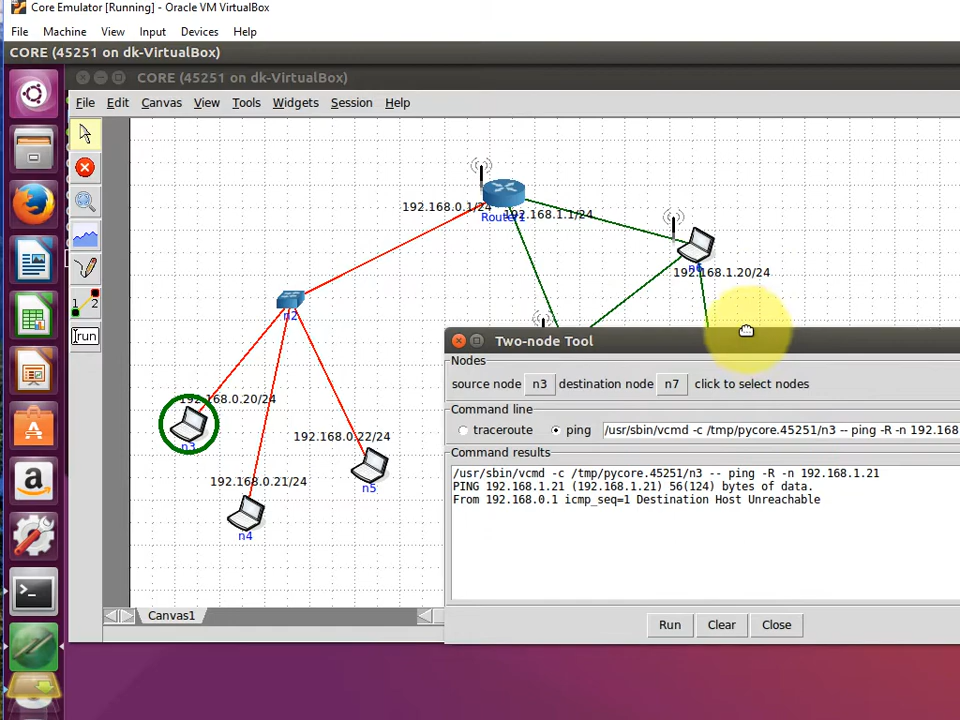 Core Emulator [Running] - Oracle VM VirtualBox
File Machine View Input Devices Help
CORE (45251 on dk-VirtualBox)
CORE (45251 on dk-VirtualBox)
File Edit Canvas View Tools Widgets Session Help
192.168.0.1/24
192.168.1.1/24
Router1
n6
192.168.1.20/24
n2
1 2
run
192.168.0.20/24
n3
192.168.0.22/24
n5
192.168.0.21/24
n4
Canvas1
Two-node Tool
Nodes
source node n3 destination node n7 click to select nodes
Command line
traceroute ping /usr/sbin/vcmd -c /tmp/pycore.45251/n3 -- ping -R -n 192.168
Command results
/usr/sbin/vcmd -c /tmp/pycore.45251/n3 -- ping -R -n 192.168.1.21
PING 192.168.1.21 (192.168.1.21) 56(124) bytes of data.
From 192.168.0.1 icmp_seq=1 Destination Host Unreachable
Run Clear Close